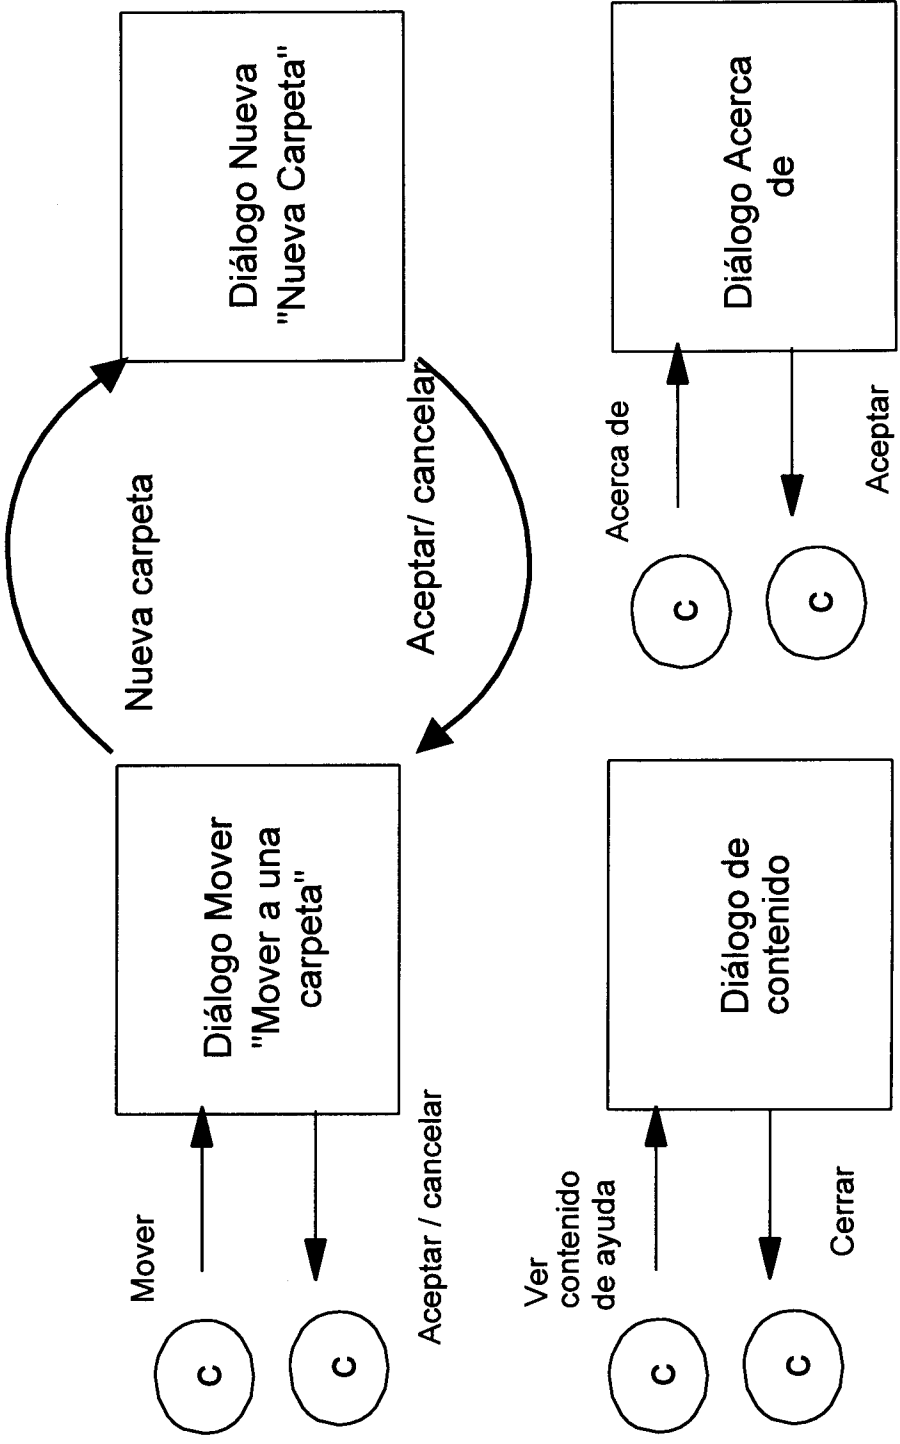 C
Mover
Diálogo Mover
"Mover a una
carpeta"
C
Aceptar / cancelar
Nueva carpeta
Aceptar/ cancelar
Diálogo Nueva
"Nueva Carpeta"
C
Ver
contenido
de ayuda
Diálogo de
contenido
C
Cerrar
C
Acerca de
Diálogo Acerca
de
C
Aceptar